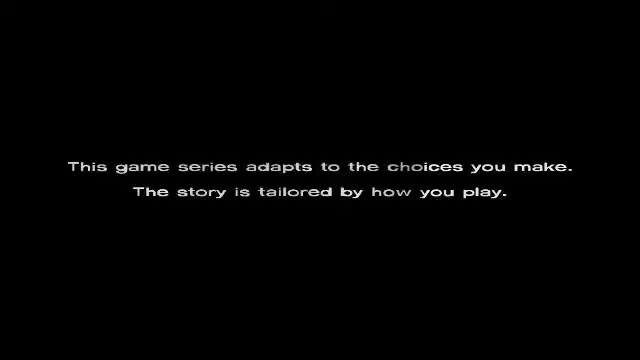 This game series adapts to the choices you make.
The story is tailored by how you play.